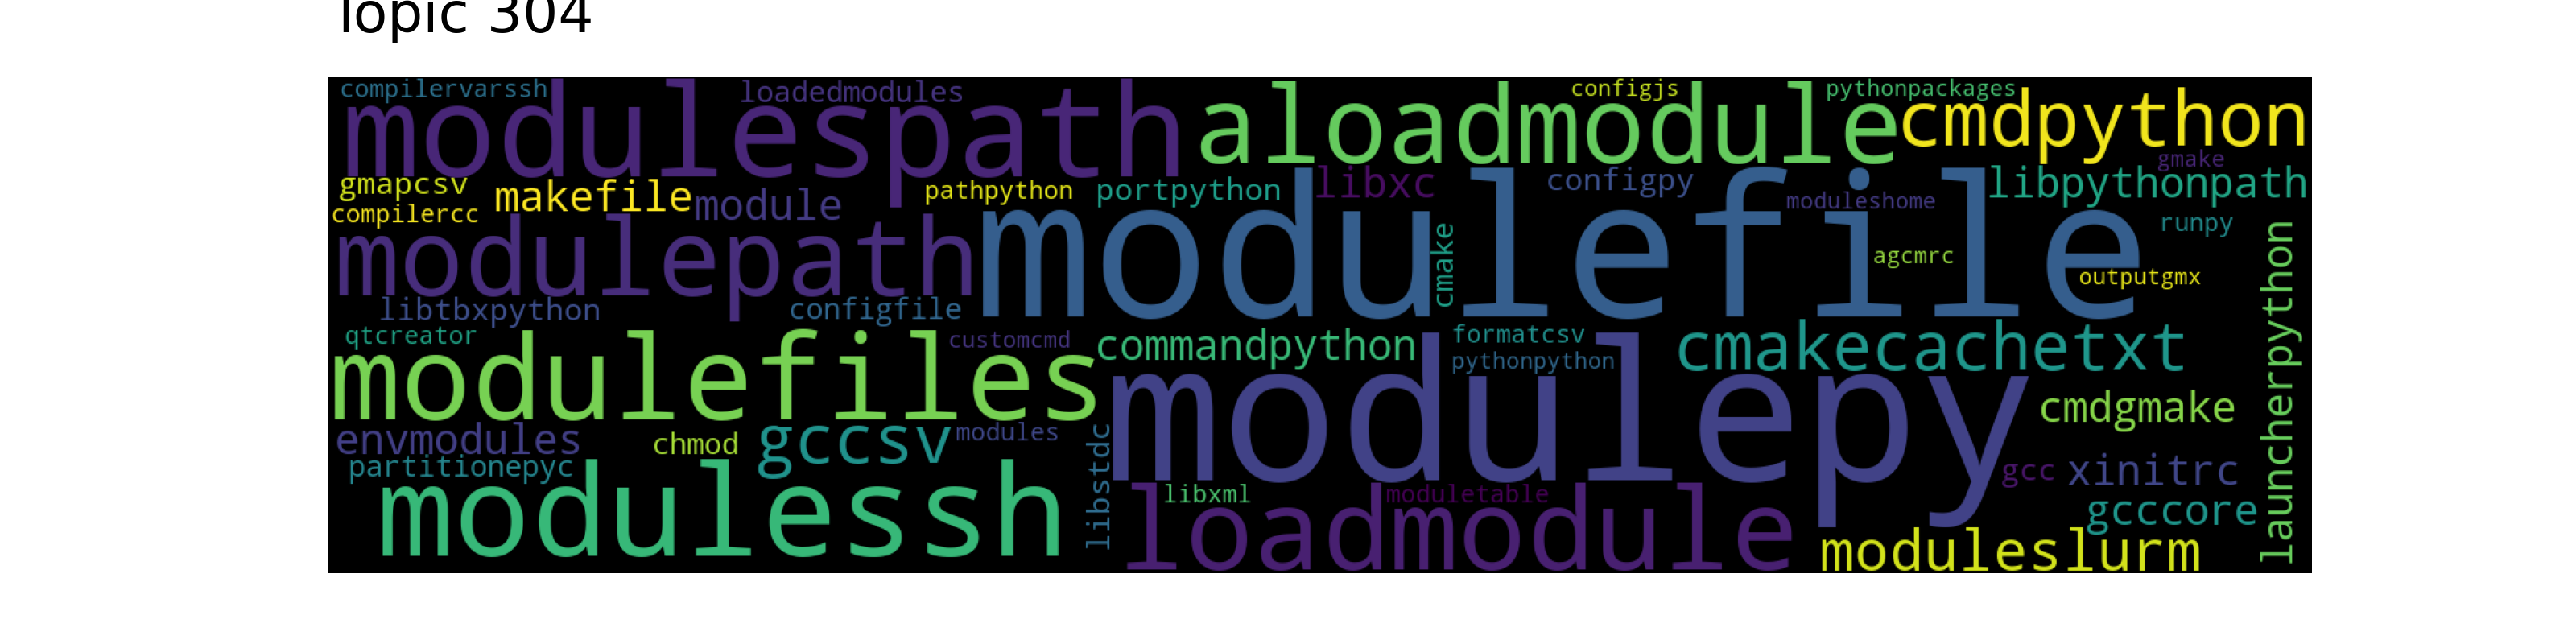 Topic 304
compilervarssh
loadedmodules
configjs
pythonpackages
modulespath
aloadmodule
cmdpython
gmake
gmapcsv
makefile
module
pathpython
portpython
libxc
configpy
moduleshome
libpythonpath
compilercc
runpy
modulepath
modulefile
cmake
agcmrc
outputgmx
libtbxpython
configfile
launcherpython
qtcreator
customcmd
commandpython
formatcsv
pythonpython
cmakecachetxt
modulefiles
modulepy
cmdgmake
envmodules
chmod
gccsv
modules
libstdc
partitionepyc
gcc
xinitrc
modulessh
libxml
moduletable
loadmodule
gcccore
moduleslurm